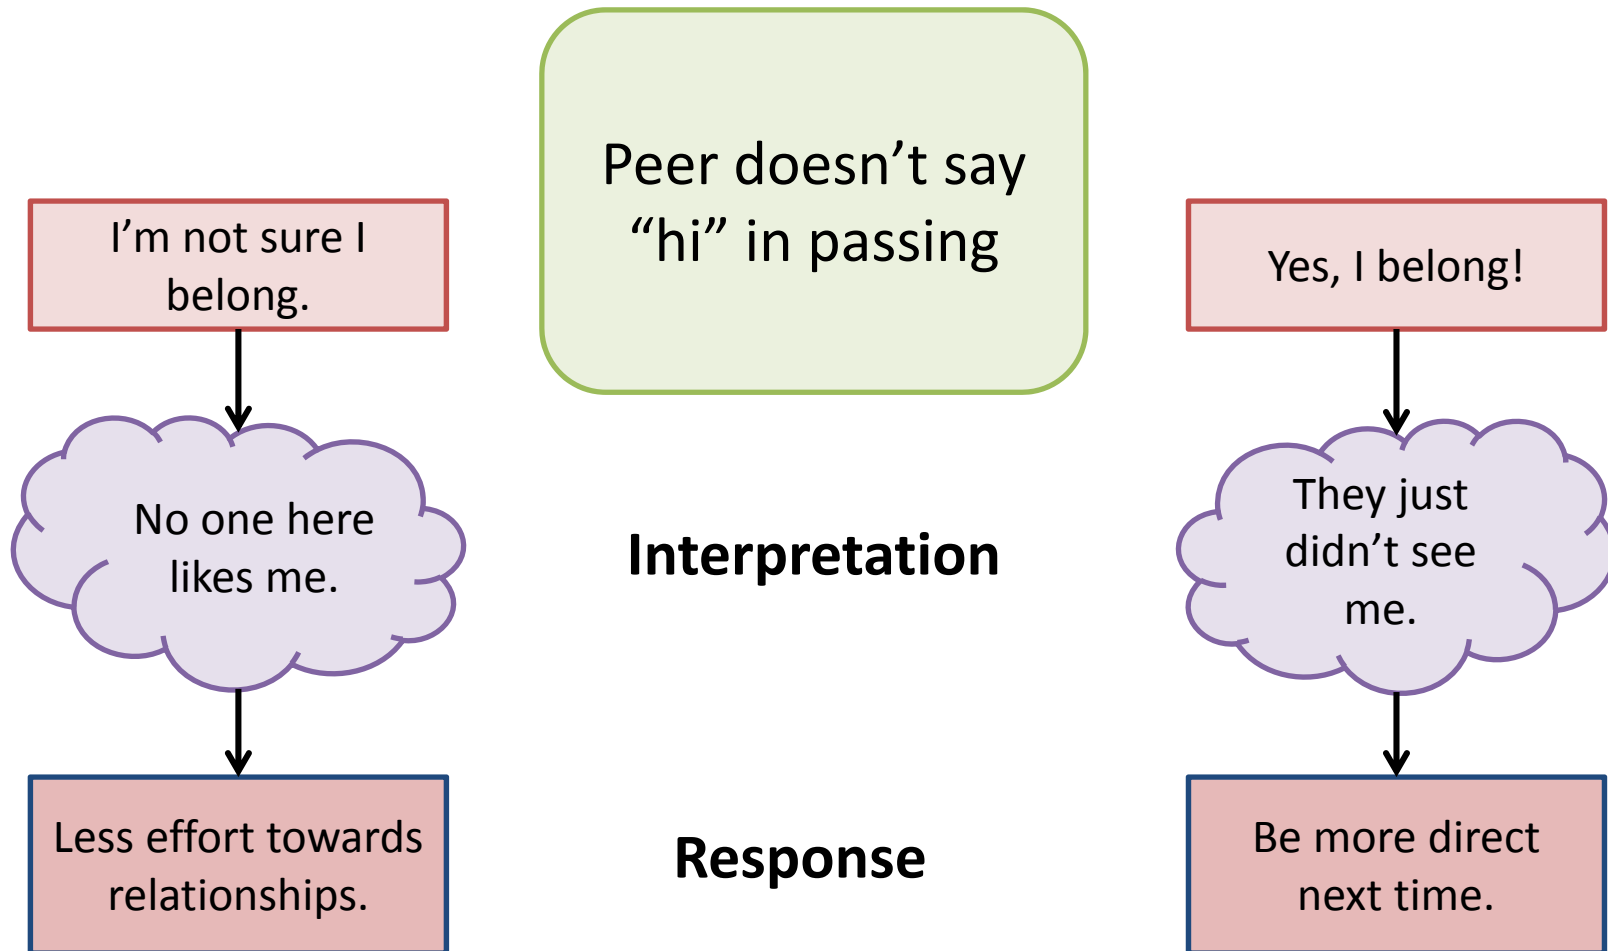 Peer doesn’t say
“hi” in passing
I’m not sure I
belong.
Yes, I belong!
No one here
likes me.
Interpretation
They just
didn’t see
me.
Less effort towards
relationships.
Response
Be more direct
next time.